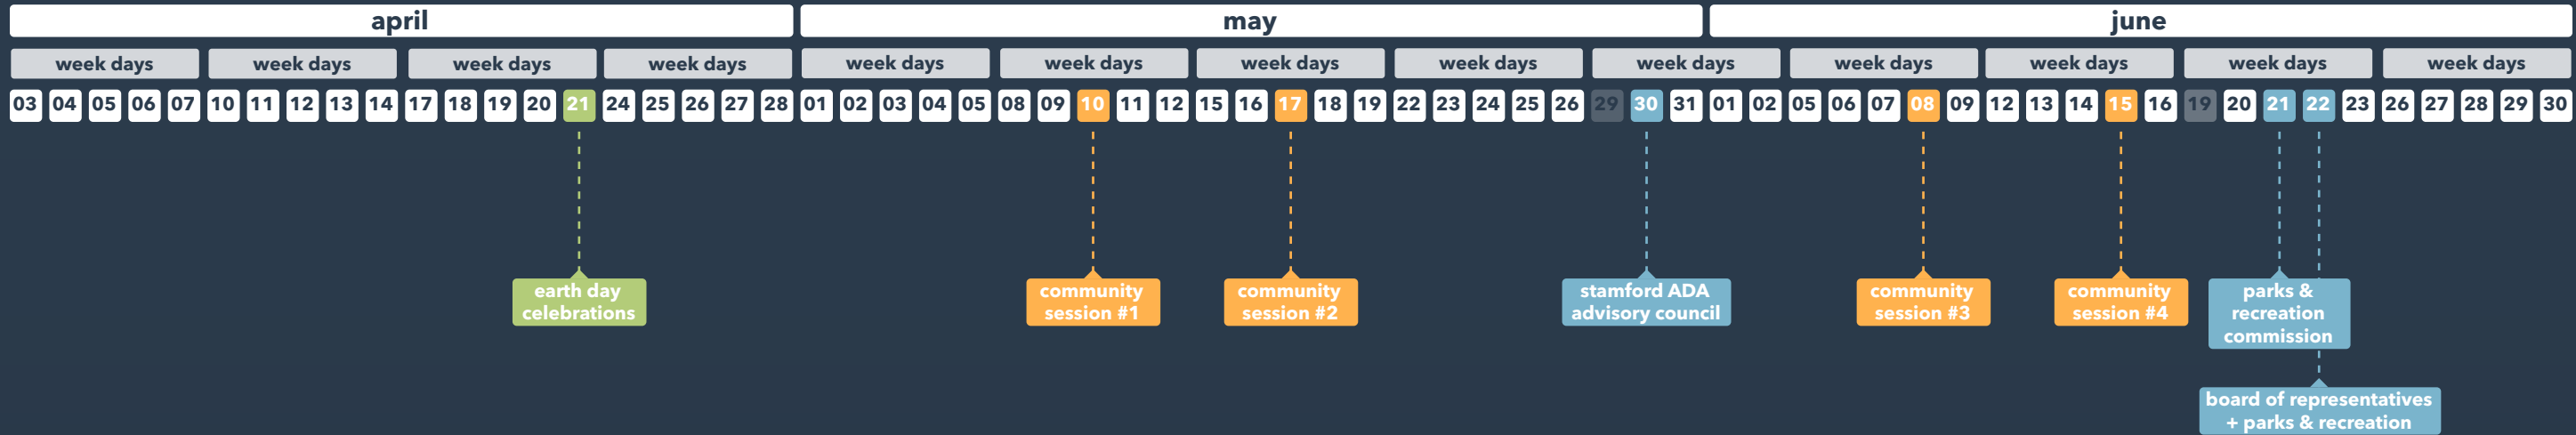 april may june
week days week days week days week days week days week days week days week days week days week days week days week days week days
03 04 05 06 07 10 11 12 13 14 17 18 19 20 21 24 25 26 27 28 01 02 03 04 05 08 09 10 11 12 15 16 17 18 19 22 23 24 25 26 29 30 31 01 02 05 06 07 08 09 12 13 14 15 16 19 20 21 22 23 26 27 28 29 30
earth day
celebrations
community
session #1
community
session #2
stamford ADA
advisory council
community
session #3
community
session #4
parks &
recreation
commission
board of representatives
+ parks & recreation